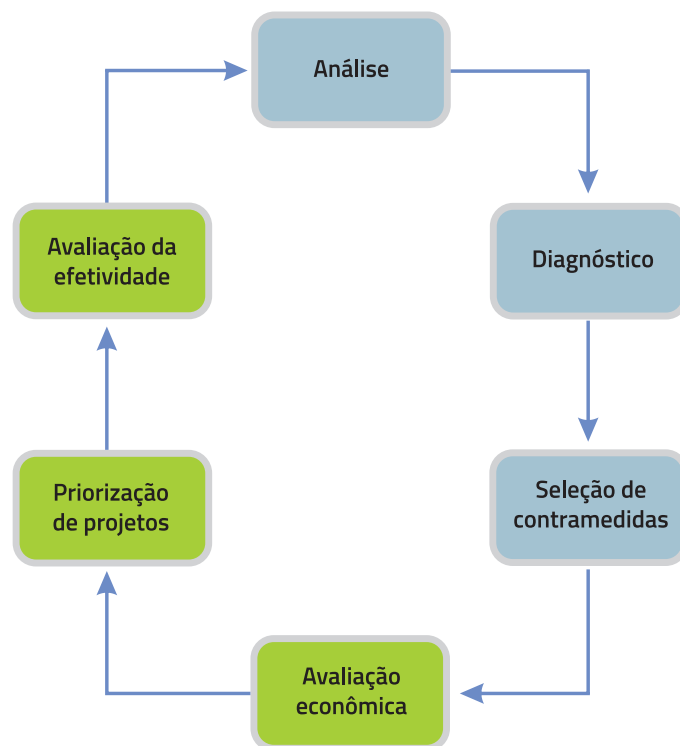 Análise
Diagnóstico
Seleção de
contramedidas
Avaliação
econômica
Priorização
de projetos
Avaliação da
efetividade